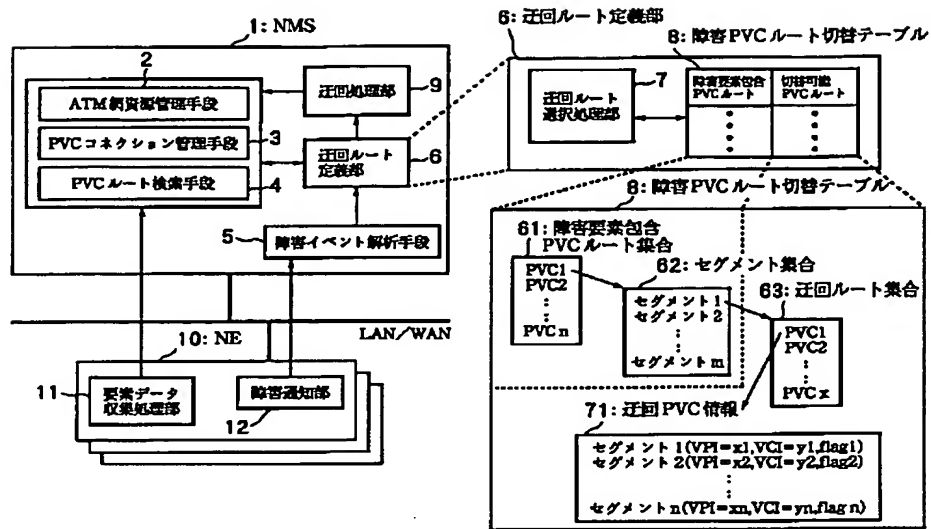 1: NMS
2
ATM網資源管理手段
PVCコネクション管理手段
3
PVCルート検索手段
4
迂回処理部
9
迂回ルート
定義部
6
5
障害イベント解析手段
LAN/WAN
10: NE
11
要素データ
収集処理部
障害通知部
12
6: 迂回ルート定義部
8: 障害PVCルート切替テーブル
7
迂回ルート
選択処理部
障害要素包含
PVCルート
切替可能
PVCルート
8: 障害PVCルート切替テーブル
61: 障害要素包含
PVCルート集合
PVC1
PVC2
PVC n
62: セグメント集合
セグメント1
セグメント2
セグメントm
63: 迂回ルート集合
PVC1
PVC2
PVC x
71: 迂回PVC情報
セグメント1(VPI=x1,VCI=y1,flag1)
セグメント2(VPI=x2,VCI=y2,flag2)
セグメントn(VPI=xn,VCI=yn,flag n)